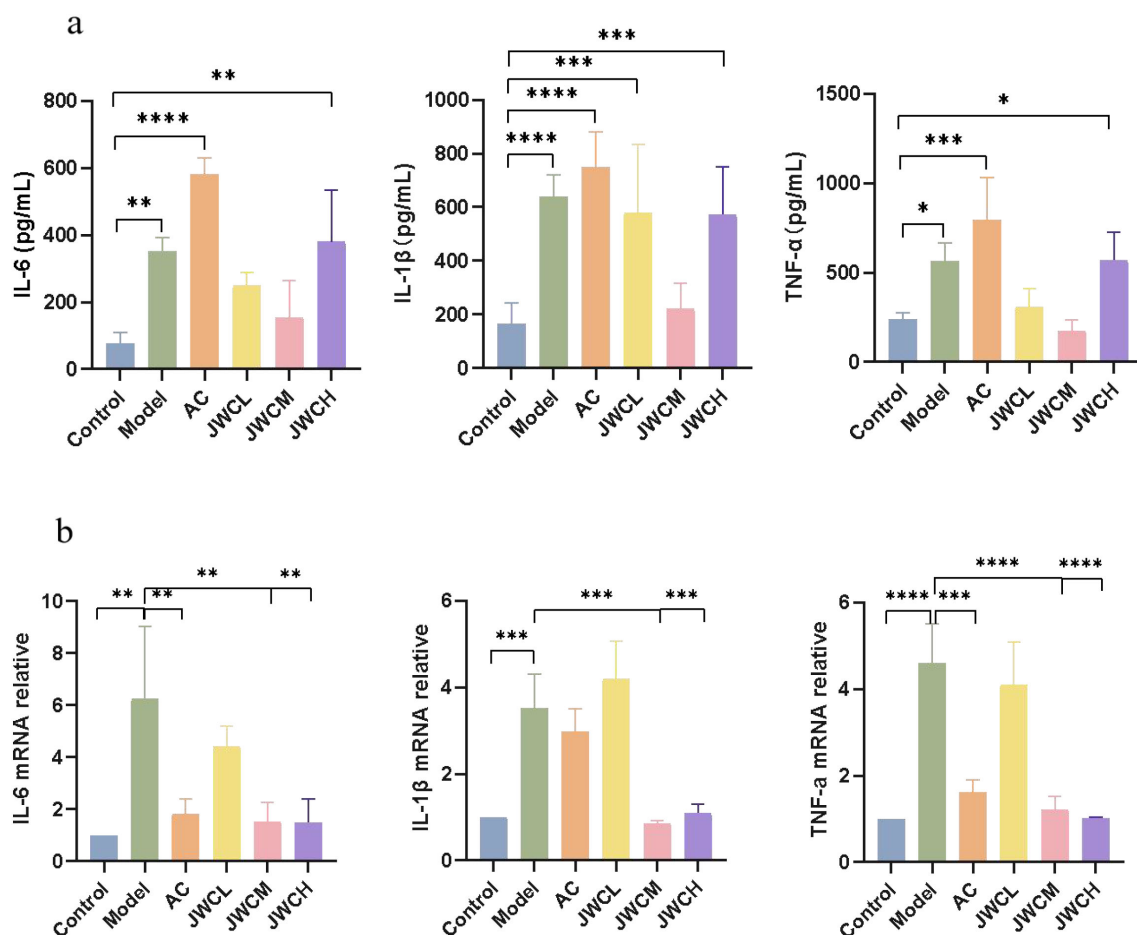 a
**
****
**
IL-6 (pg/mL)
800
600
400
200
0
Control
Model
AC
JWCL
JWCM
JWCH
***
***
****
****
IL-1β (pg/mL)
1000
800
600
400
200
0
Control
Model
AC
JWCL
JWCM
JWCH
*
***
*
TNF-α (pg/mL)
1500
1000
500
0
Control
Model
AC
JWCL
JWCM
JWCH
b
** ** ** **
IL-6 mRNA relative
10
8
6
4
2
0
Control
Model
AC
JWCL
JWCM
JWCH
*** *** ***
IL-1β mRNA relative
6
4
2
0
Control
Model
AC
JWCL
JWCM
JWCH
**** ****
**** ***
TNF-a mRNA relative
6
4
2
0
Control
Model
AC
JWCL
JWCM
JWCH